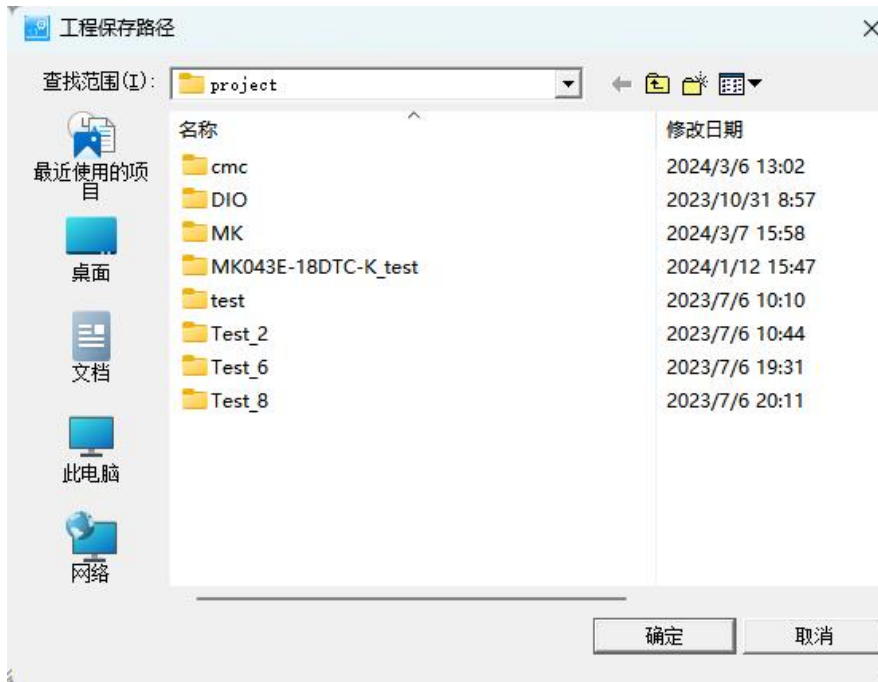 工程保存路径
查找范围(I):
project
名称
修改日期
cmc
2024/3/6 13:02
DIO
2023/10/31 8:57
MK
2024/3/7 15:58
MK043E-18DTC-K_test
2024/1/12 15:47
test
2023/7/6 10:10
Test_2
2023/7/6 10:44
Test_6
2023/7/6 19:31
Test_8
2023/7/6 20:11
最近使用的项
目
桌面
文档
此电脑
网络
确定
取消